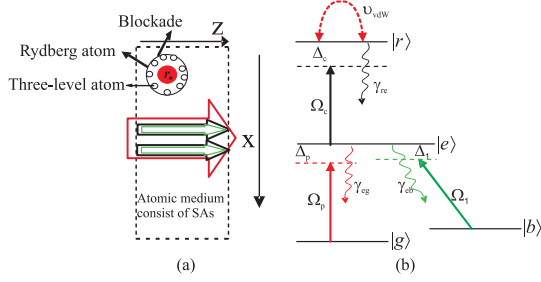 Blockade
Rydberg atom
Three-level atom
Z
X
Atomic medium
consist of SAs
(a)
υvdW
|r⟩
Δc
γre
Ωc
|e⟩
Δp
Δ1
γeg
γeb
Ωp
Ω1
|b⟩
|g⟩
(b)